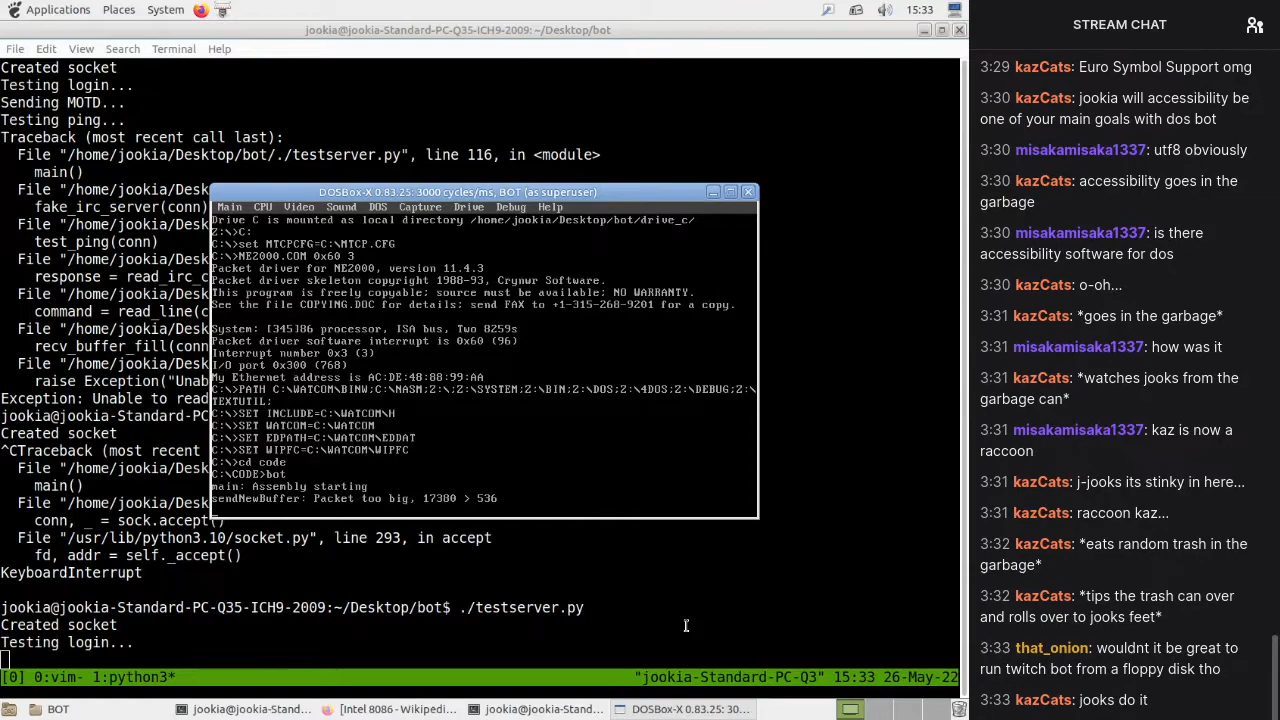 Applications Places System 15:33
jookia@jookia-Standard-PC-Q35-ICH9-2009: ~/Desktop/bot
File Edit View Search Terminal Help
Created socket
Testing login...
Sending MOTD...
Testing ping...
Traceback (most recent call last):
File "/home/jookia/Desktop/bot/./testserver.py", line 116, in <module>
main()
File "/home/jookia/Des
fake_irc_server(conn)
File "/home/jookia/Des
test_ping(conn)
File "/home/jookia/Des
response = read_irc_c
File "/home/jookia/Des
command = read_line(c
File "/home/jookia/Des
recv_buffer_fill(conn
File "/home/jookia/Des
raise Exception("Unab
Exception: Unable to read
jookia@jookia-Standard-PC
Created socket
^CTraceback (most recent
File "/home/jookia/Des
main()
File "/home/jookia/Des
conn, _ = sock.accept()
File "/usr/lib/python3.10/socket.py", line 293, in accept
fd, addr = self._accept()
KeyboardInterrupt
jookia@jookia-Standard-PC-Q35-ICH9-2009:~/Desktop/bot$ ./testserver.py
Created socket
Testing login...
[0] 0:vim- 1:python3* "jookia-Standard-PC-Q3" 15:33 26-May-22
DOSBox-X 0.83.25: 3000 cycles/ms, BOT (as superuser)
Main CPU Video Sound DOS Capture Drive Debug Help
Drive C is mounted as local directory /home/jookia/Desktop/bot/drive_c/
Z:\>C:
C:\>set MTCPCFG=C:\MTCP.CFG
C:\>NE2000.COM 0x60 3
Packet driver for NE2000, version 11.4.3
Packet driver skeleton copyright 1988-93, Crynwr Software.
This program is freely copyable; source must be available; NO WARRANTY.
See the file COPYING.DOC for details; send FAX to +1-315-268-9201 for a copy.
System: [345]86 processor, ISA bus, Two 8259s
Packet driver software interrupt is 0x60 (96)
Interrupt number 0x3 (3)
I/O port 0x300 (768)
My Ethernet address is AC:DE:48:88:99:AA
C:\>PATH C:\WATCOM\BINW;C:\NASM;Z:\;Z:\SYSTEM;Z:\BIN;Z:\DOS;Z:\4DOS;Z:\DEBUG;Z:\
TEXTUTIL;
C:\>SET INCLUDE=C:\WATCOM\H
C:\>SET WATCOM=C:\WATCOM
C:\>SET EDPATH=C:\WATCOM\EDDAT
C:\>SET WIPFC=C:\WATCOM\WIPFC
C:\>cd code
C:\CODE>bot
main: Assembly starting
sendNewBuffer: Packet too big, 17380 > 536
BOT jookia@jookia-Standard... [Intel 8086 - Wikipedi... jookia@jookia-Stand... DOSBox-X 0.83.25: 30...
STREAM CHAT
3:29 kazCats: Euro Symbol Support omg
3:30 kazCats: jookia will accessibility be
one of your main goals with dos bot
3:30 misakamisaka1337: utf8 obviously
3:30 kazCats: accessibility goes in the
garbage
3:30 misakamisaka1337: is there
accessibility software for dos
3:30 kazCats: o-oh...
3:31 kazCats: *goes in the garbage*
3:31 misakamisaka1337: how was it
3:31 kazCats: *watches jooks from the
garbage can*
3:31 misakamisaka1337: kaz is now a
raccoon
3:31 kazCats: j-jooks its stinky in here...
3:31 kazCats: raccoon kaz...
3:32 kazCats: *eats random trash in the
garbage*
3:32 kazCats: *tips the trash can over
and rolls over to jooks feet*
3:33 that_onion: wouldnt it be great to
run twitch bot from a floppy disk tho
3:33 kazCats: jooks do it